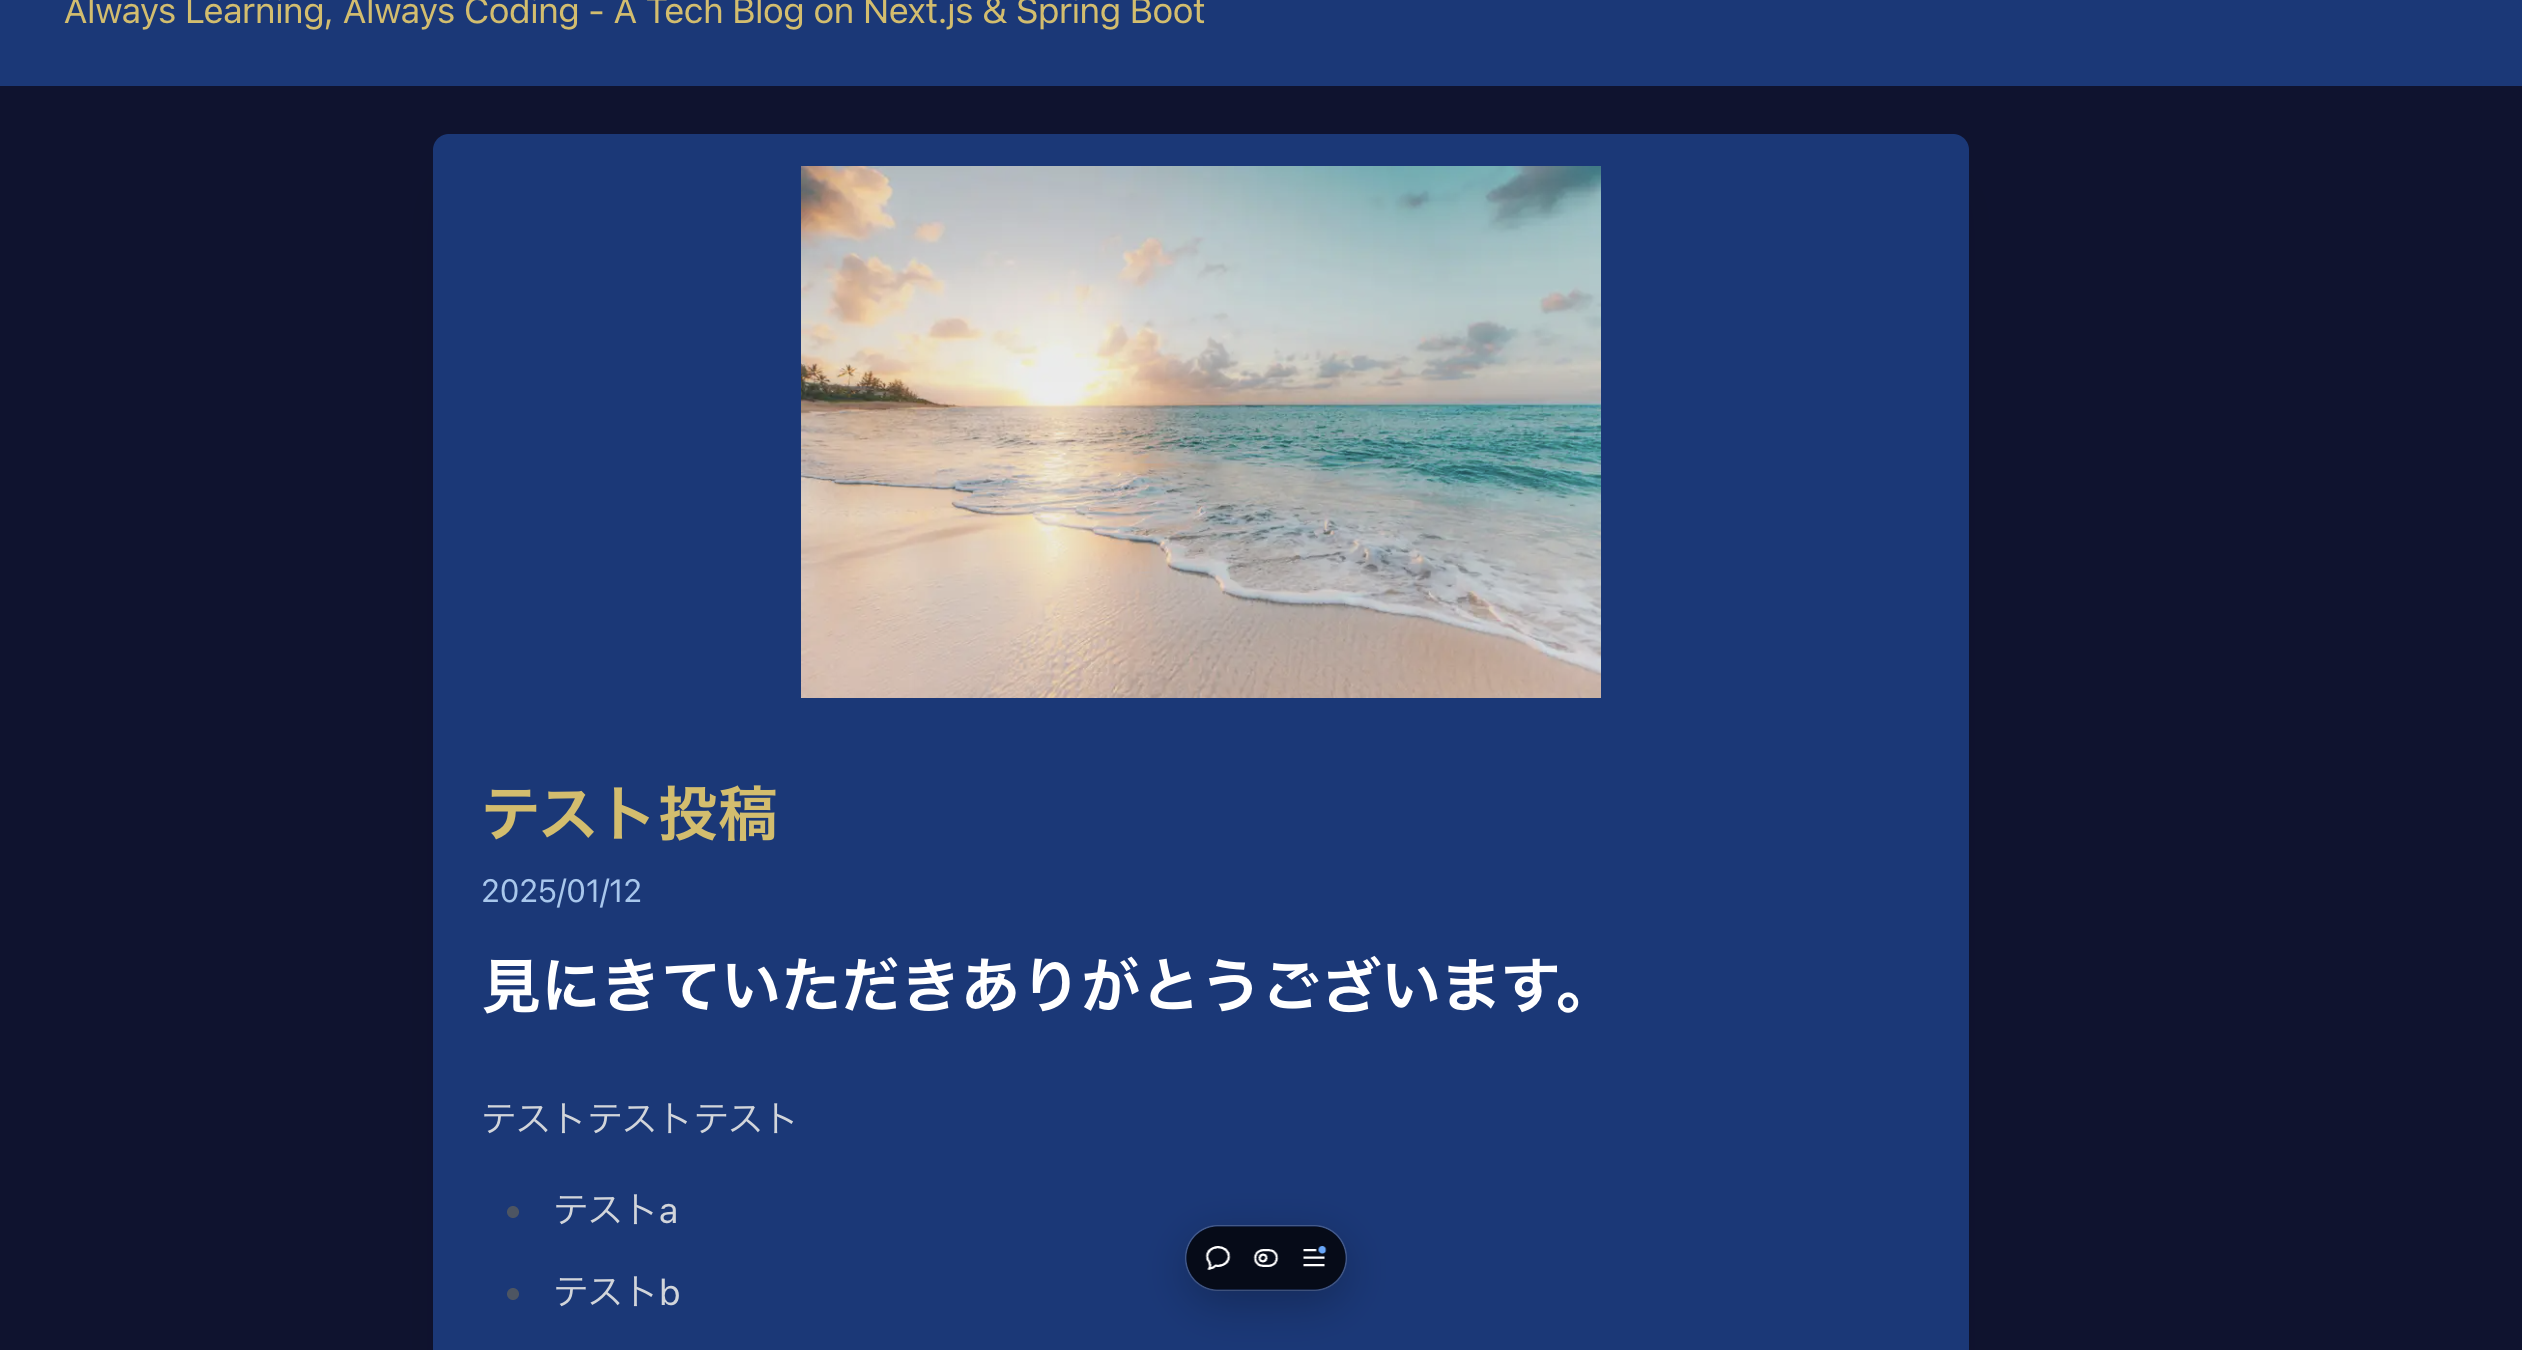 Always Learning, Always Coding - A Tech Blog on Next.js & Spring Boot
テスト投稿
2025/01/12
見にきていただきありがとうございます。
テストテストテスト
テストa
テストb